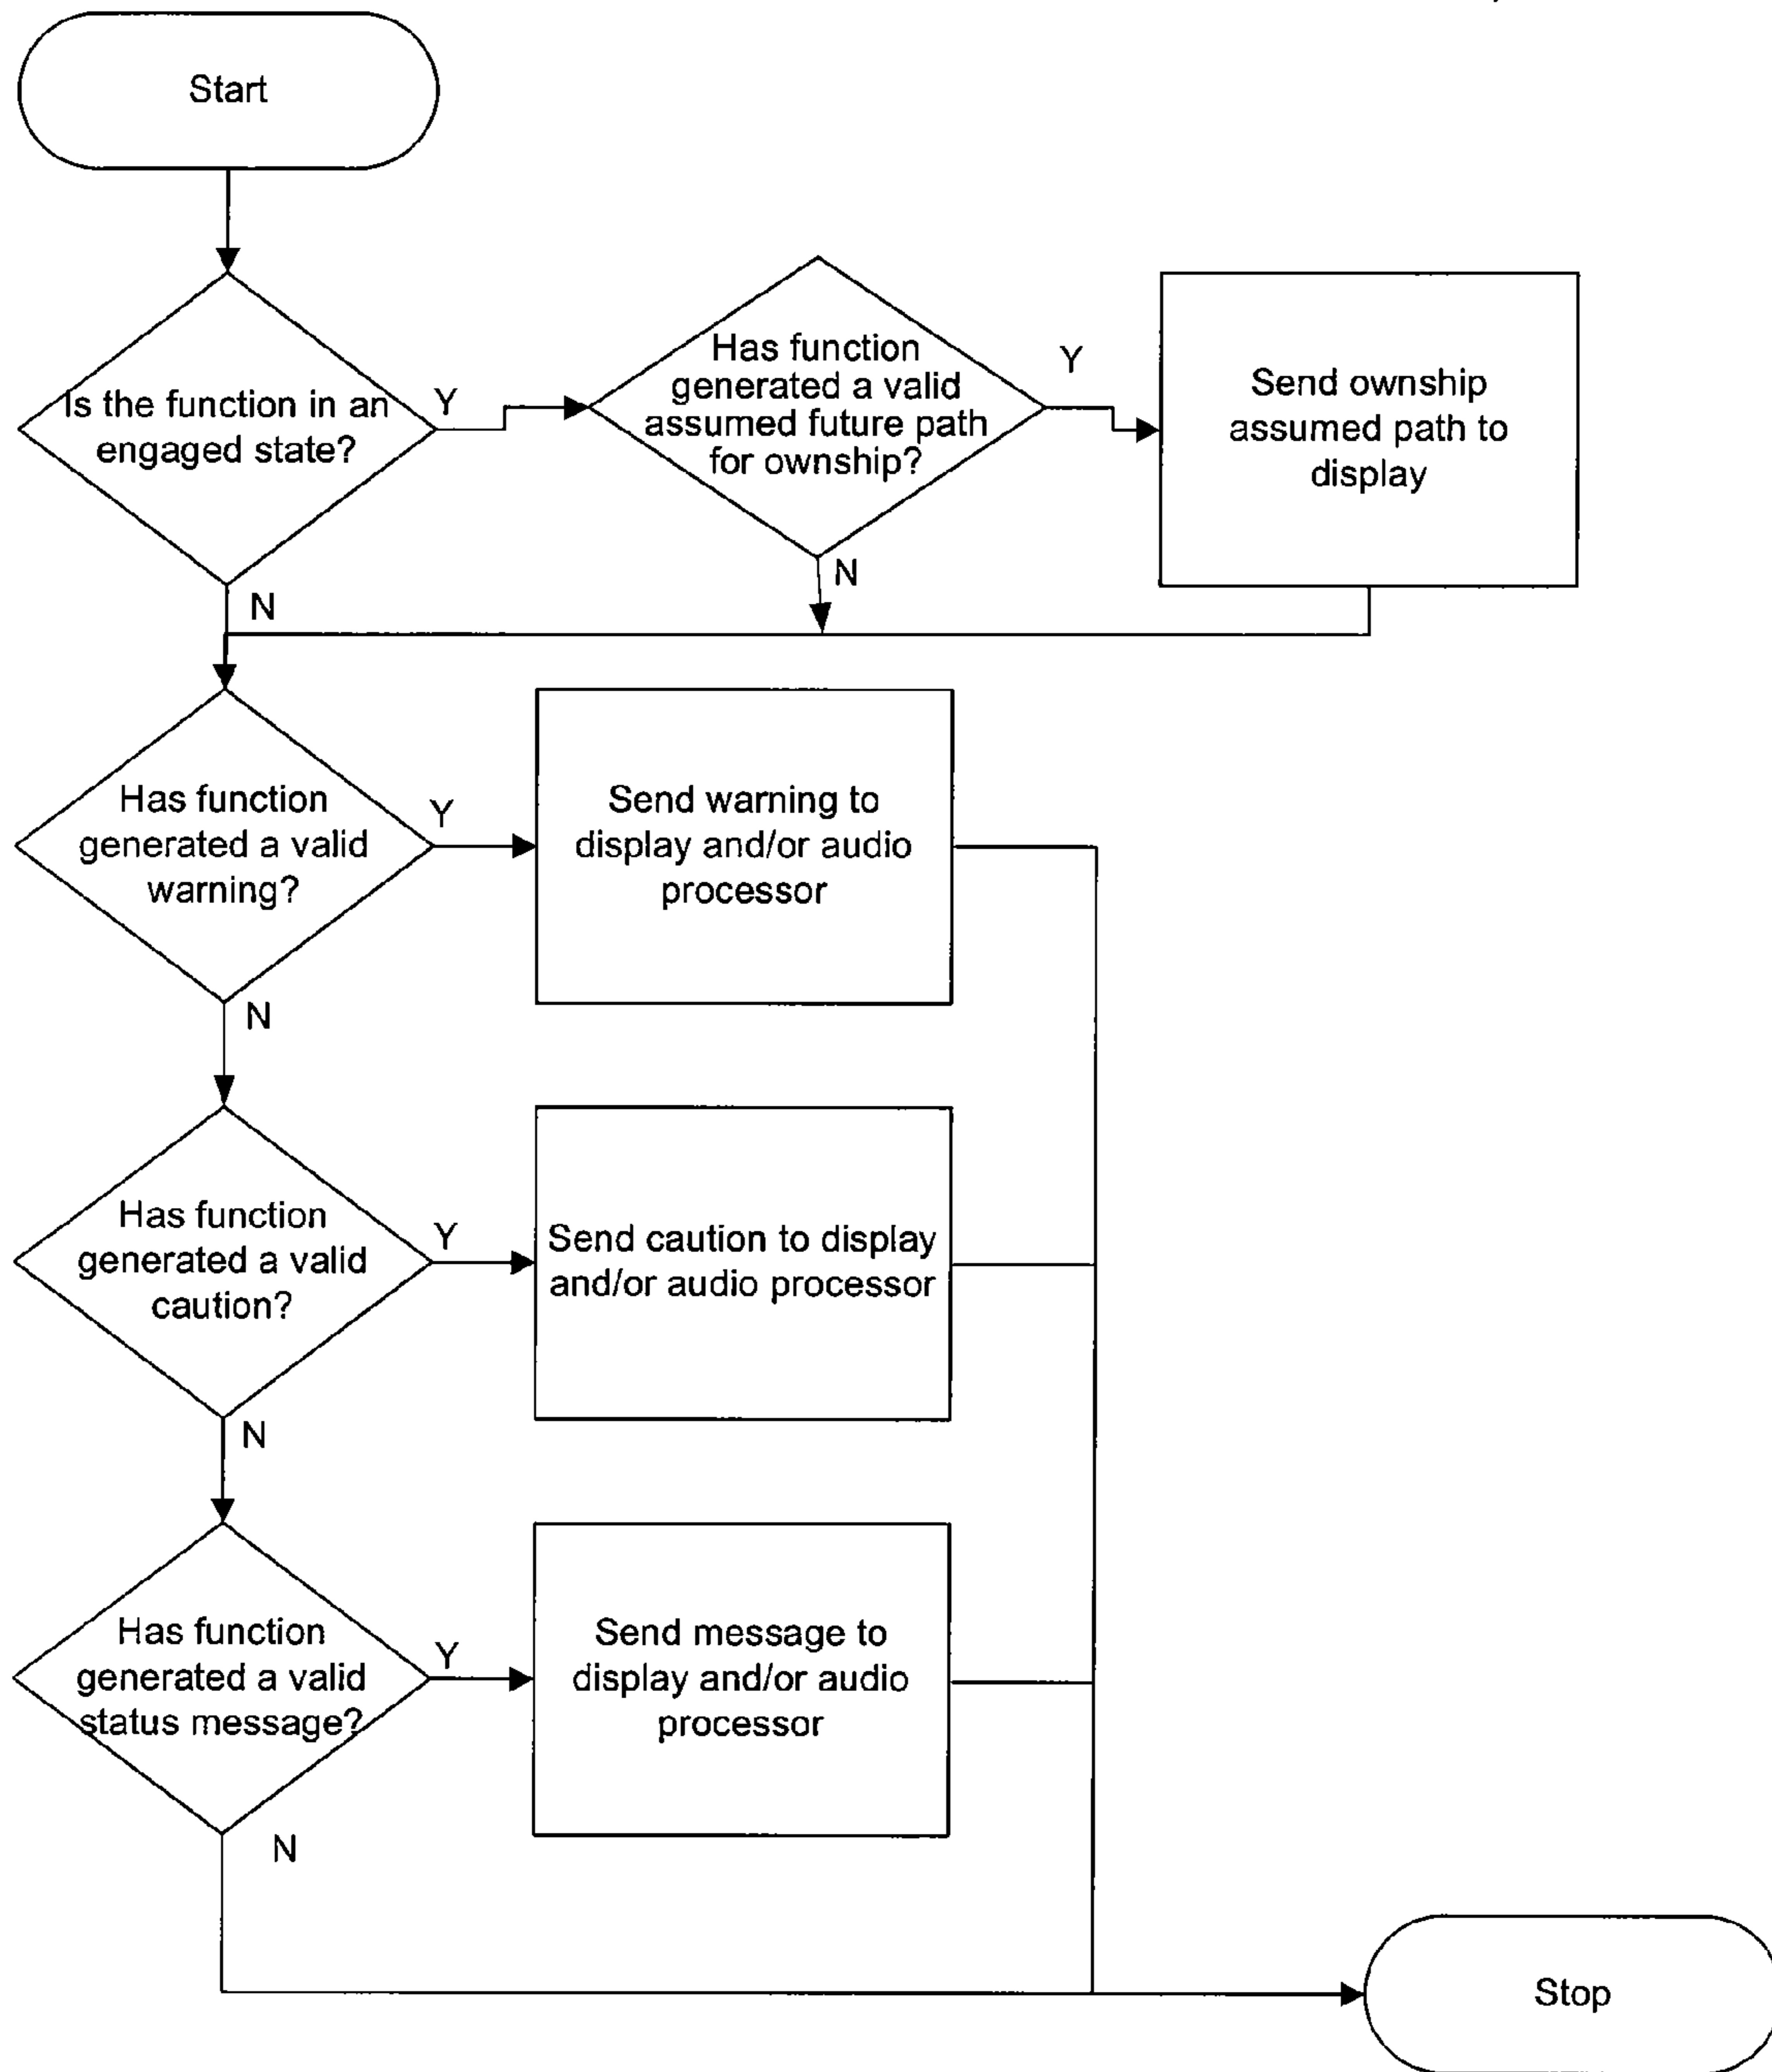 Start
Is the function in an
engaged state?
Y
Has function
generated a valid
assumed future path
for ownship?
Y
Send ownship
assumed path to
display
N
N
Has function
generated a valid
warning?
Y
Send warning to
display and/or audio
processor
N
Has function
generated a valid
caution?
Y
Send caution to display
and/or audio processor
N
Has function
generated a valid
status message?
Y
Send message to
display and/or audio
processor
N
Stop